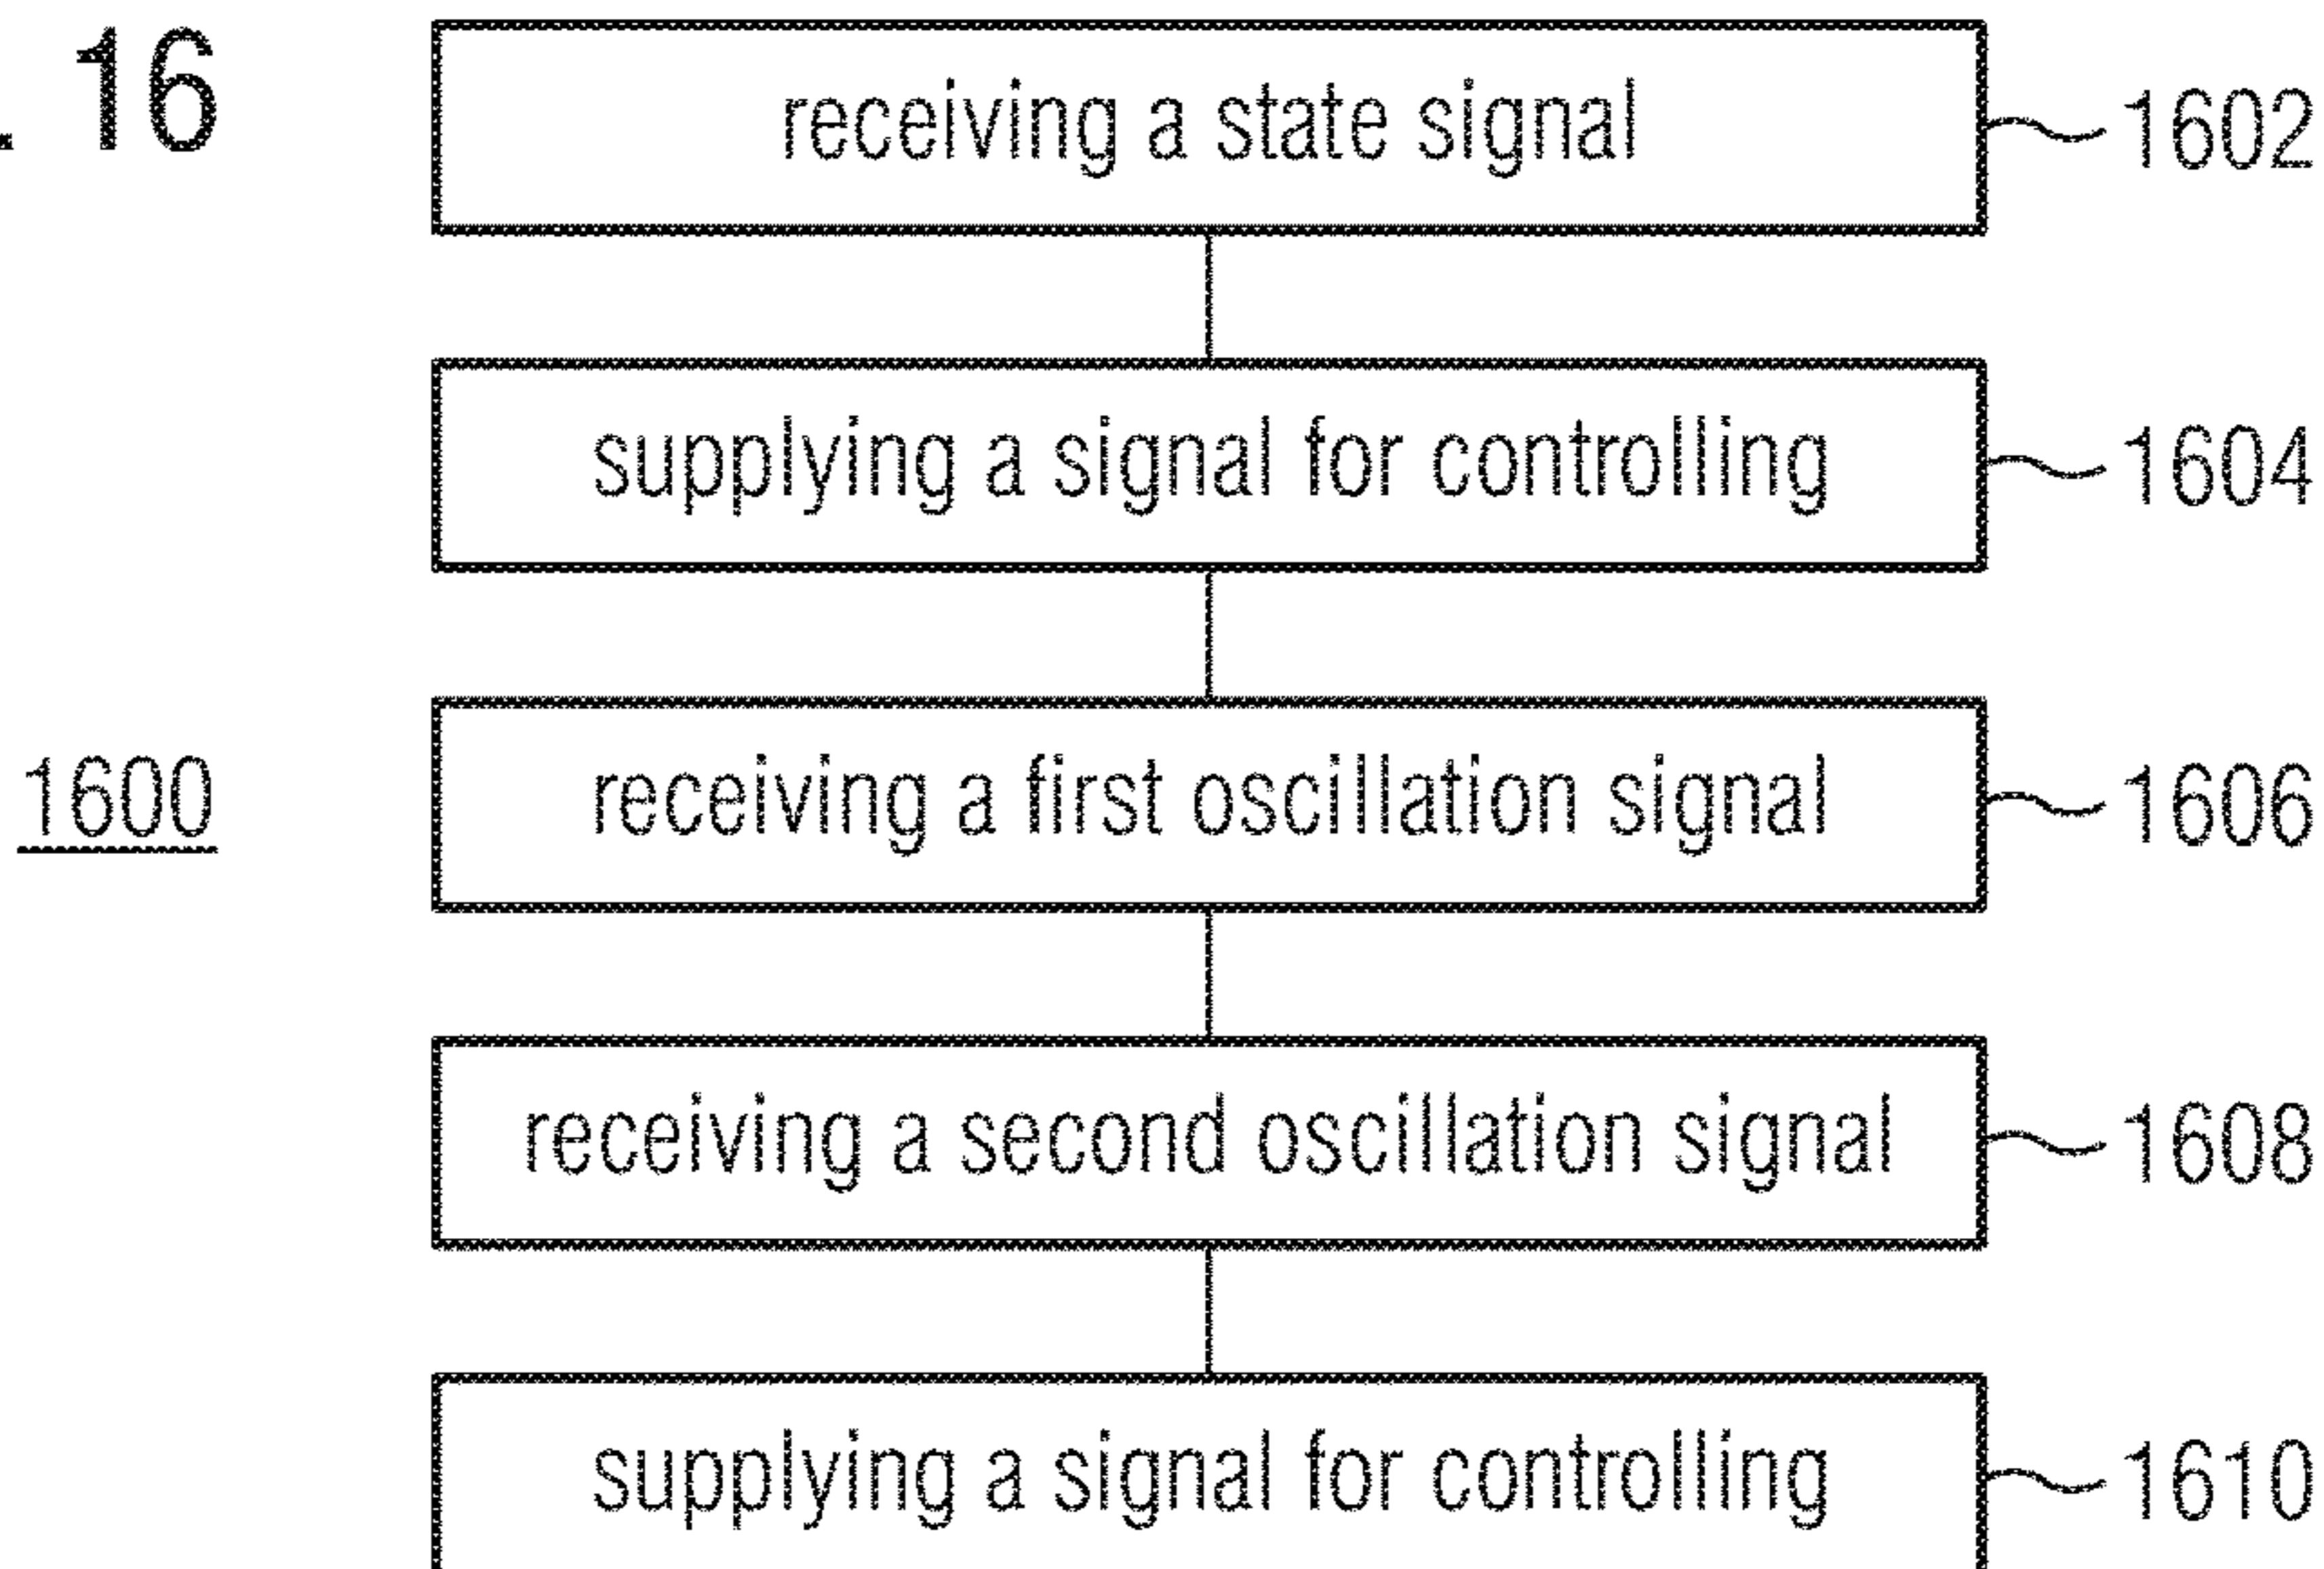 . 16
receiving a state signal
1602
supplying a signal for controlling
1604
1600
receiving a first oscillation signal
1606
receiving a second oscillation signal
1608
supplying a signal for controlling
1610